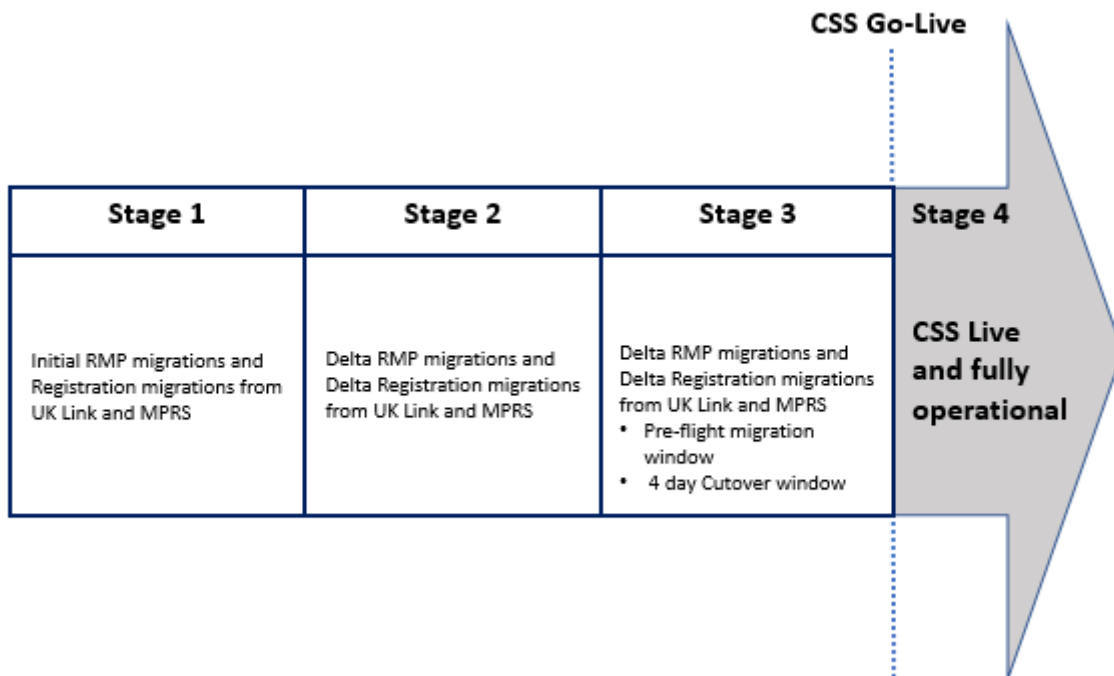 CSS Go-Live
Stage 1
Stage 2
Stage 3
Stage 4
Initial RMP migrations and
Registration migrations from
UK Link and MPRS
Delta RMP migrations and
Delta Registration migrations
from UK Link and MPRS
Delta RMP migrations and
Delta Registration migrations
from UK Link and MPRS
• Pre-flight migration
window
• 4 day Cutover window
CSS Live
and fully
operational